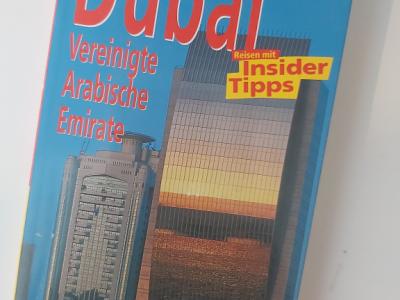 Dubai
Vereinigte
Arabische
Emirate
Reisen mit
Insider
Tipps